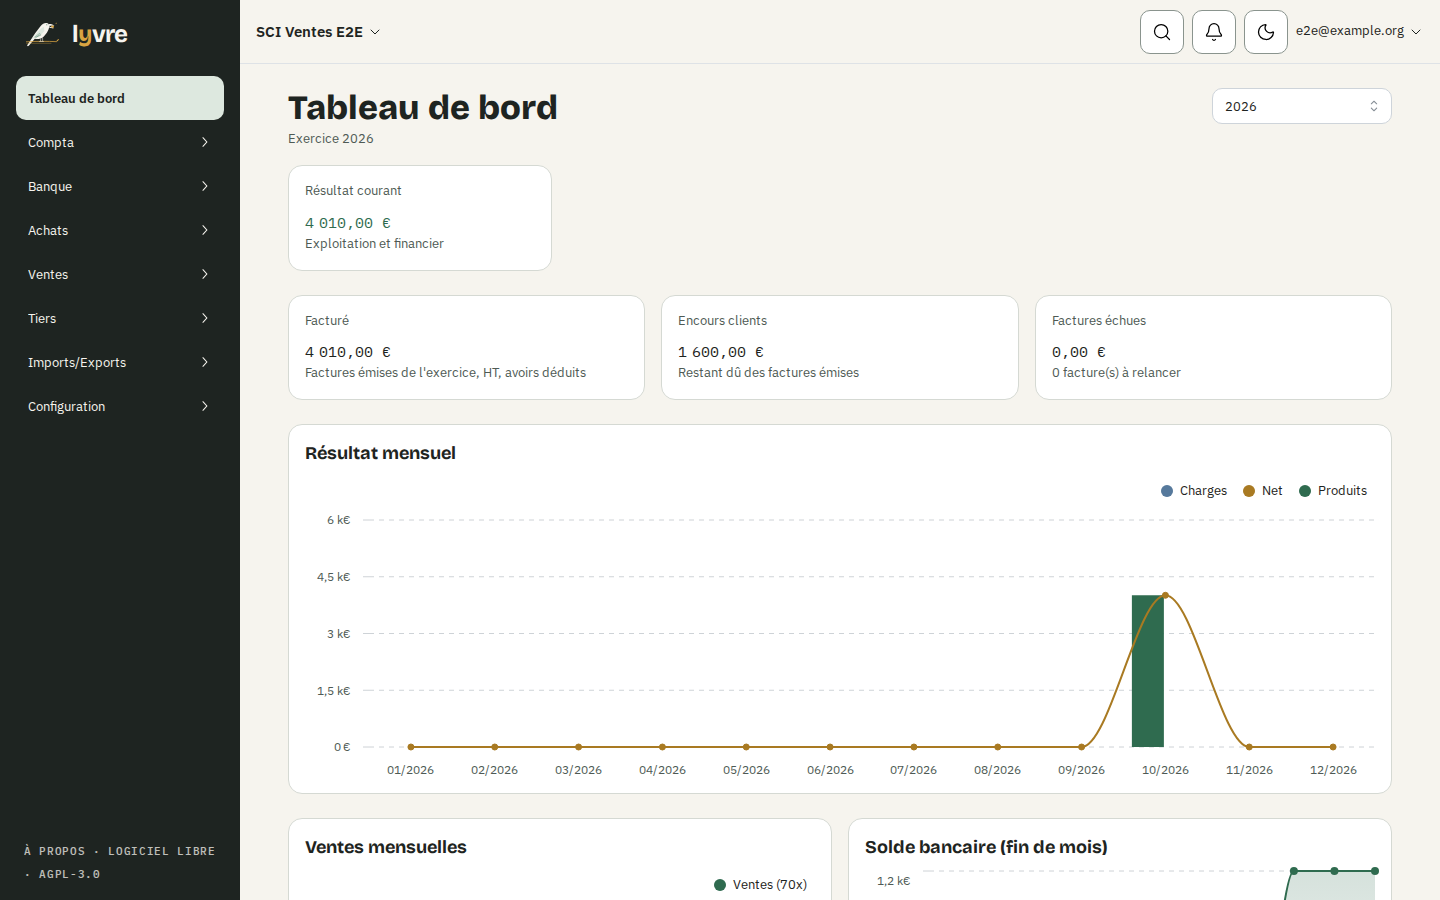 lyvre
SCI Ventes E2E
e2e@example.org
Tableau de bord
Compta
Banque
Achats
Ventes
Tiers
Imports/Exports
Configuration
À PROPOS · LOGICIEL LIBRE
· AGPL-3.0
Tableau de bord
2026
Exercice 2026
Résultat courant
4 010,00 €
Exploitation et financier
Facturé
4 010,00 €
Factures émises de l'exercice, HT, avoirs déduits
Encours clients
1 600,00 €
Restant dû des factures émises
Factures échues
0,00 €
0 facture(s) à relancer
Résultat mensuel
Charges Net Produits
6 k€
4,5 k€
3 k€
1,5 k€
0 €
01/2026 02/2026 03/2026 04/2026 05/2026 06/2026 07/2026 08/2026 09/2026 10/2026 11/2026 12/2026
Ventes mensuelles
Ventes (70x)
Solde bancaire (fin de mois)
1,2 k€